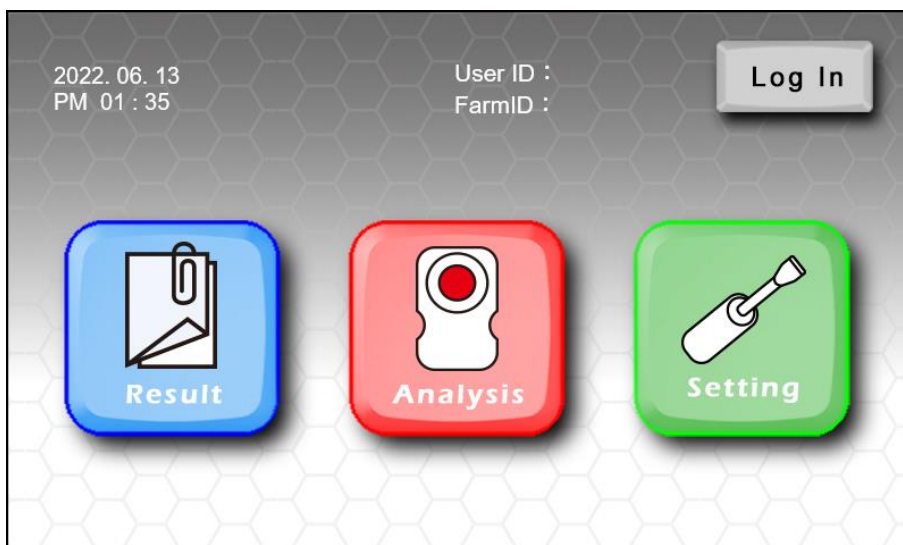 2022. 06. 13
PM 01 : 35
User ID :
FarmID :
Log In
Result
Analysis
Setting